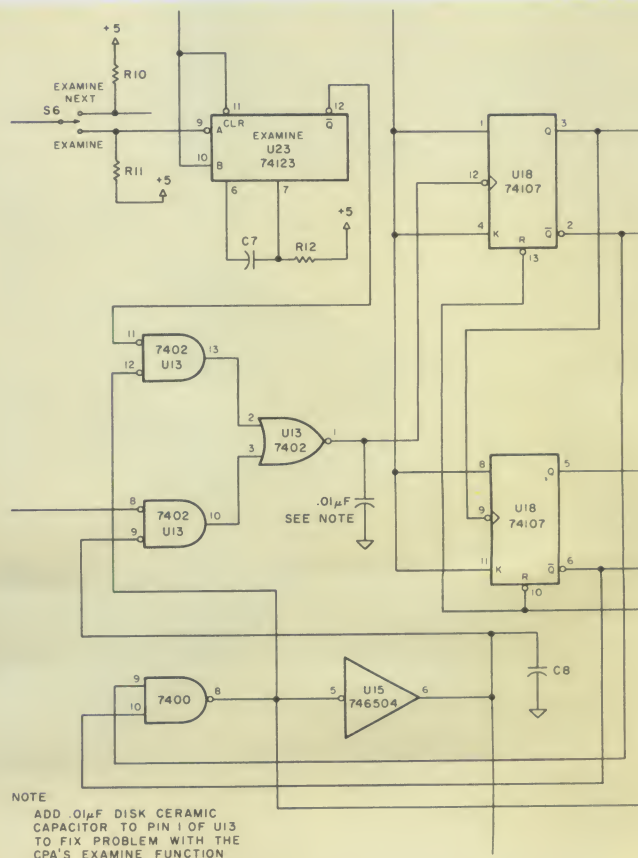 +5
R10
EXAMINE
NEXT
S6
EXAMINE
R11
+5
11
12
CLR
Q̅
9
A
EXAMINE
U23
74123
10
B
6
7
+5
C7
R12
1
3
Q
U18
74107
12
4
K
Q̅
2
R
13
11
12
7402
U13
13
2
3
U13
7402
1
8
9
7402
U13
10
.01µF
SEE NOTE
8
5
Q
U18
74107
9
11
K
Q̅
6
R
10
C8
9
10
7400
8
5
U15
746504
6
NOTE
ADD .01µF DISK CERAMIC
CAPACITOR TO PIN 1 OF U13
TO FIX PROBLEM WITH THE
CPA'S EXAMINE FUNCTION